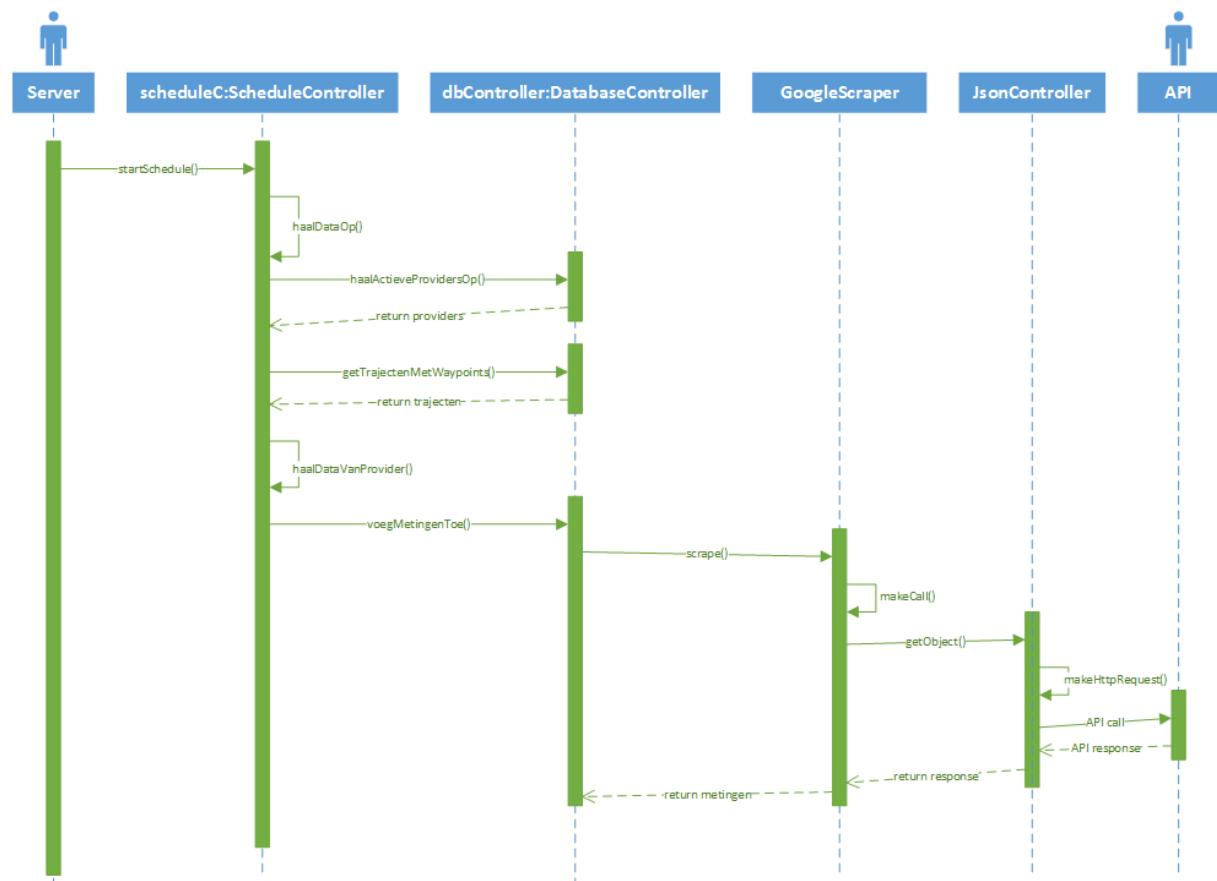 Server
scheduleC:ScheduleController
dbController:DatabaseController
GoogleScraper
JsonController
API
startSchedule()
haalDataOp()
haalActieveProvidersOp()
return providers
getTrajectenMetWaypoints()
return trajecten
haalDataVanProvider()
voegMetingenToe()
scrape()
makeCall()
getObject()
makeHttpRequest()
API call
API response
return response
return metingen